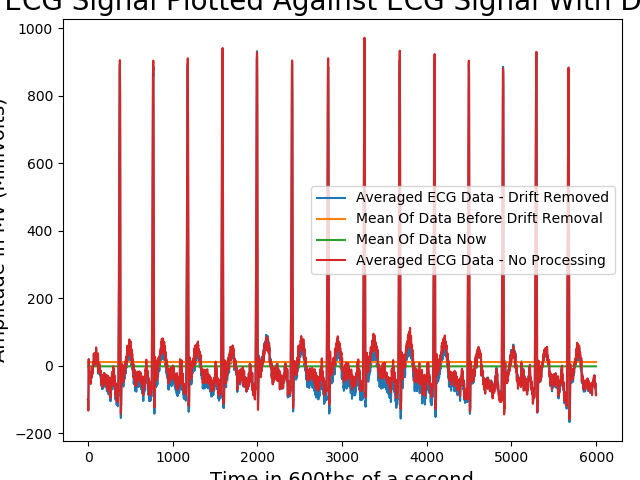 ECG Signal Plotted Against ECG Signal With D
1000
800
600
400
200
0
−200
Amplitude in MV (Millivolts)
Averaged ECG Data - Drift Removed
Mean Of Data Before Drift Removal
Mean Of Data Now
Averaged ECG Data - No Processing
0 1000 2000 3000 4000 5000 6000
Time in 600ths of a second